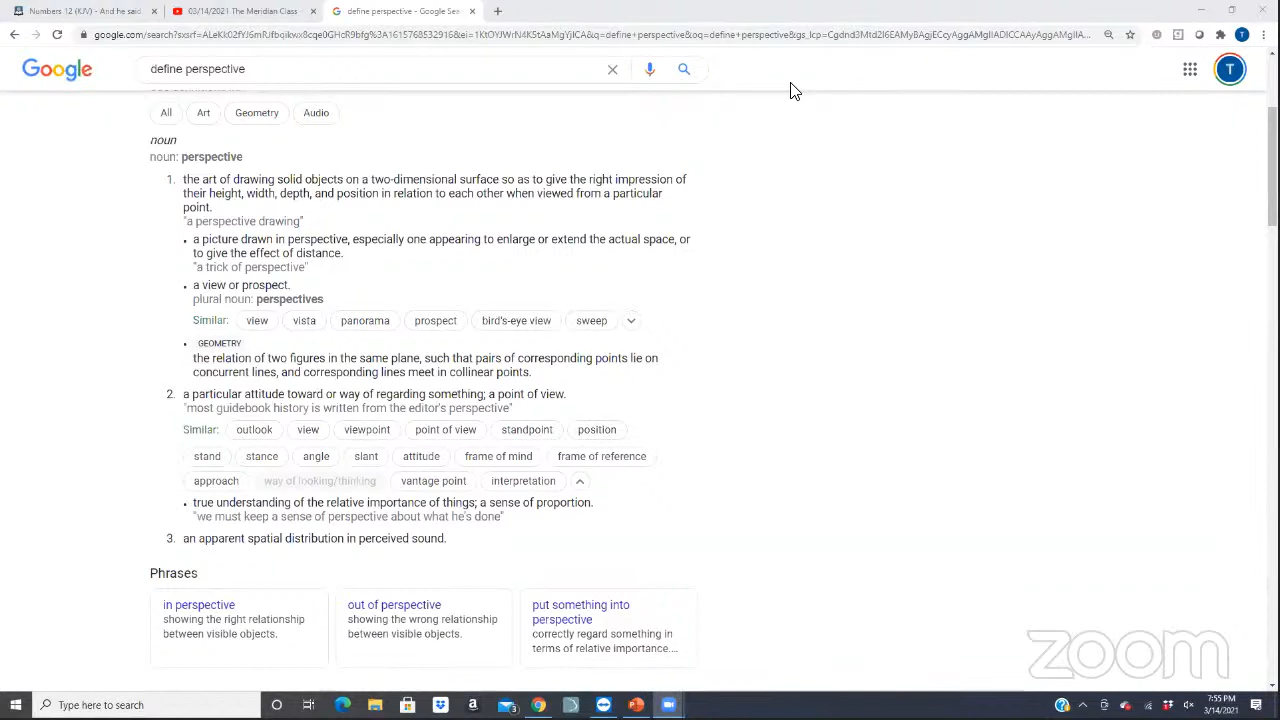 Numbers 12 (KJV) - And he said
03/14/2021 The Meridian Class -
define perspective - Google Sea
google.com/search?
Google
define perspective
T
All Art Geometry Audio
noun
noun: perspective
1. the art of drawing solid objects on a two-dimensional surface so as to give the right impression of
their height, width, depth, and position in relation to each other when viewed from a particular
point.
"a perspective drawing"
a picture drawn in perspective, especially one appearing to enlarge or extend the actual space, or
to give the effect of distance.
"a trick of perspective"
a view or prospect.
plural noun: perspectives
Similar: view vista panorama prospect bird's-eye view sweep
GEOMETRY
the relation of two figures in the same plane, such that pairs of corresponding points lie on
concurrent lines, and corresponding lines meet in collinear points.
2. a particular attitude toward or way of regarding something; a point of view.
"most guidebook history is written from the editor's perspective"
Similar: outlook view viewpoint point of view standpoint position
stand stance angle slant attitude frame of mind frame of reference
approach way of looking/thinking vantage point interpretation
true understanding of the relative importance of things; a sense of proportion.
"we must keep a sense of perspective about what he's done"
3. an apparent spatial distribution in perceived sound.
Phrases
in perspective
showing the right relationship
between visible objects.
out of perspective
showing the wrong relationship
between visible objects.
put something into
perspective
correctly regard something in
terms of relative importance....
zoom
Type here to search
7:55 PM
3/14/2021